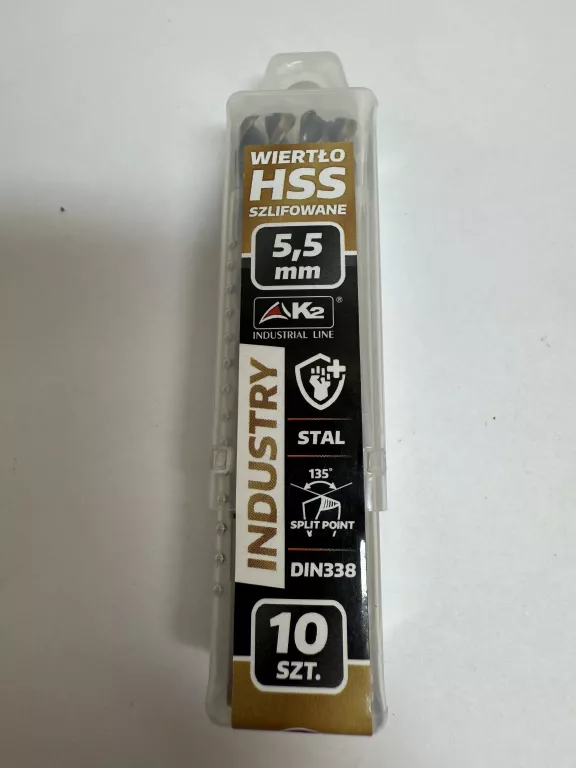 WIERTŁO
HSS
SZLIFOWANE
5,5
mm
K2 ®
INDUSTRIAL LINE
INDUSTRY
STAL
135°
SPLIT POINT
DIN338
10
SZT.